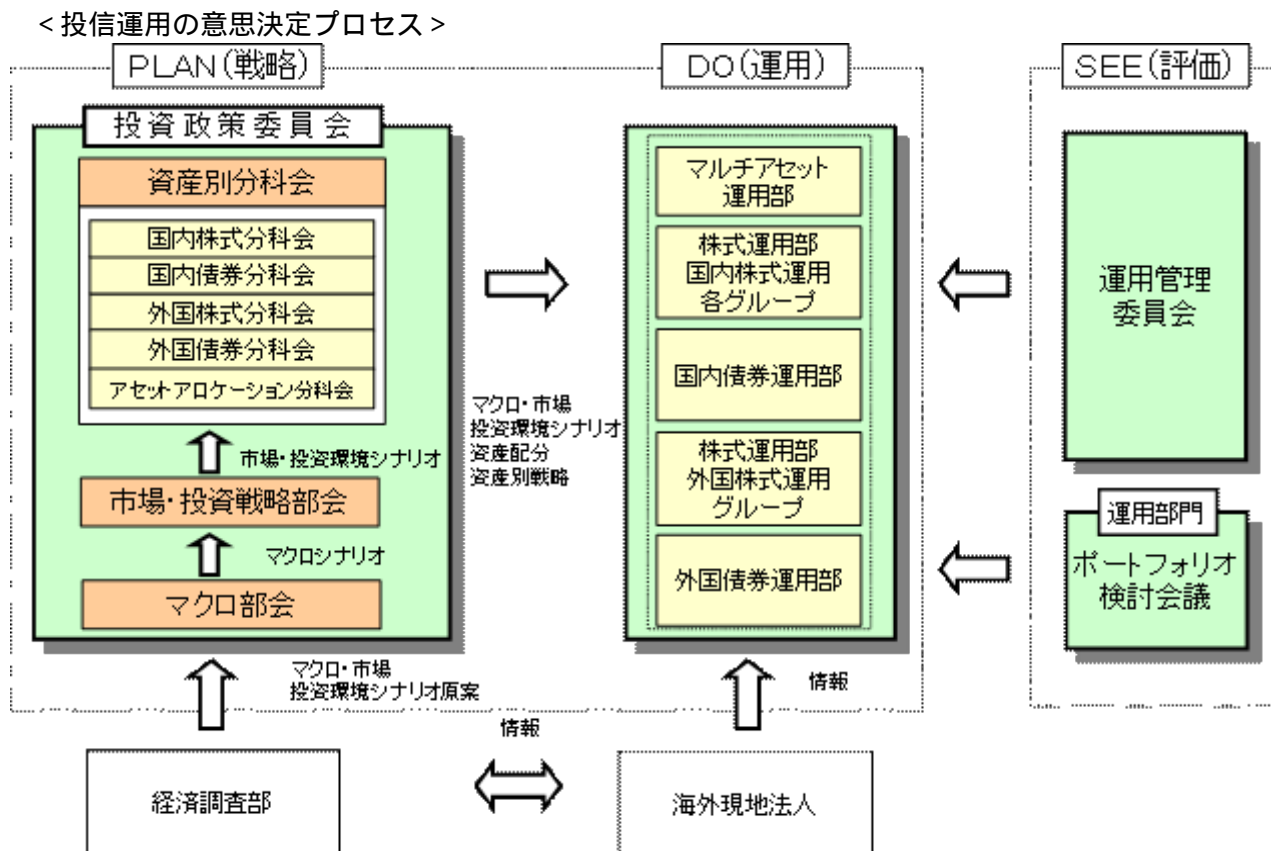 <投信運用の意思決定プロセス>
PLAN(戦略)
投資政策委員会
資産別分科会
国内株式分科会
国内債券分科会
外国株式分科会
外国債券分科会
アセットアロケーション分科会
市場・投資環境シナリオ
市場・投資戦略部会
マクロシナリオ
マクロ部会
マクロ・市場
投資環境シナリオ原案
経済調査部
マクロ・市場
投資環境シナリオ
資産配分
資産別戦略
情報
DO(運用)
マルチアセット
運用部
株式運用部
国内株式運用
各グループ
国内債券運用部
株式運用部
外国株式運用
グループ
外国債券運用部
情報
海外現地法人
SEE(評価)
運用管理
委員会
運用部門
ポートフォリオ
検討会議